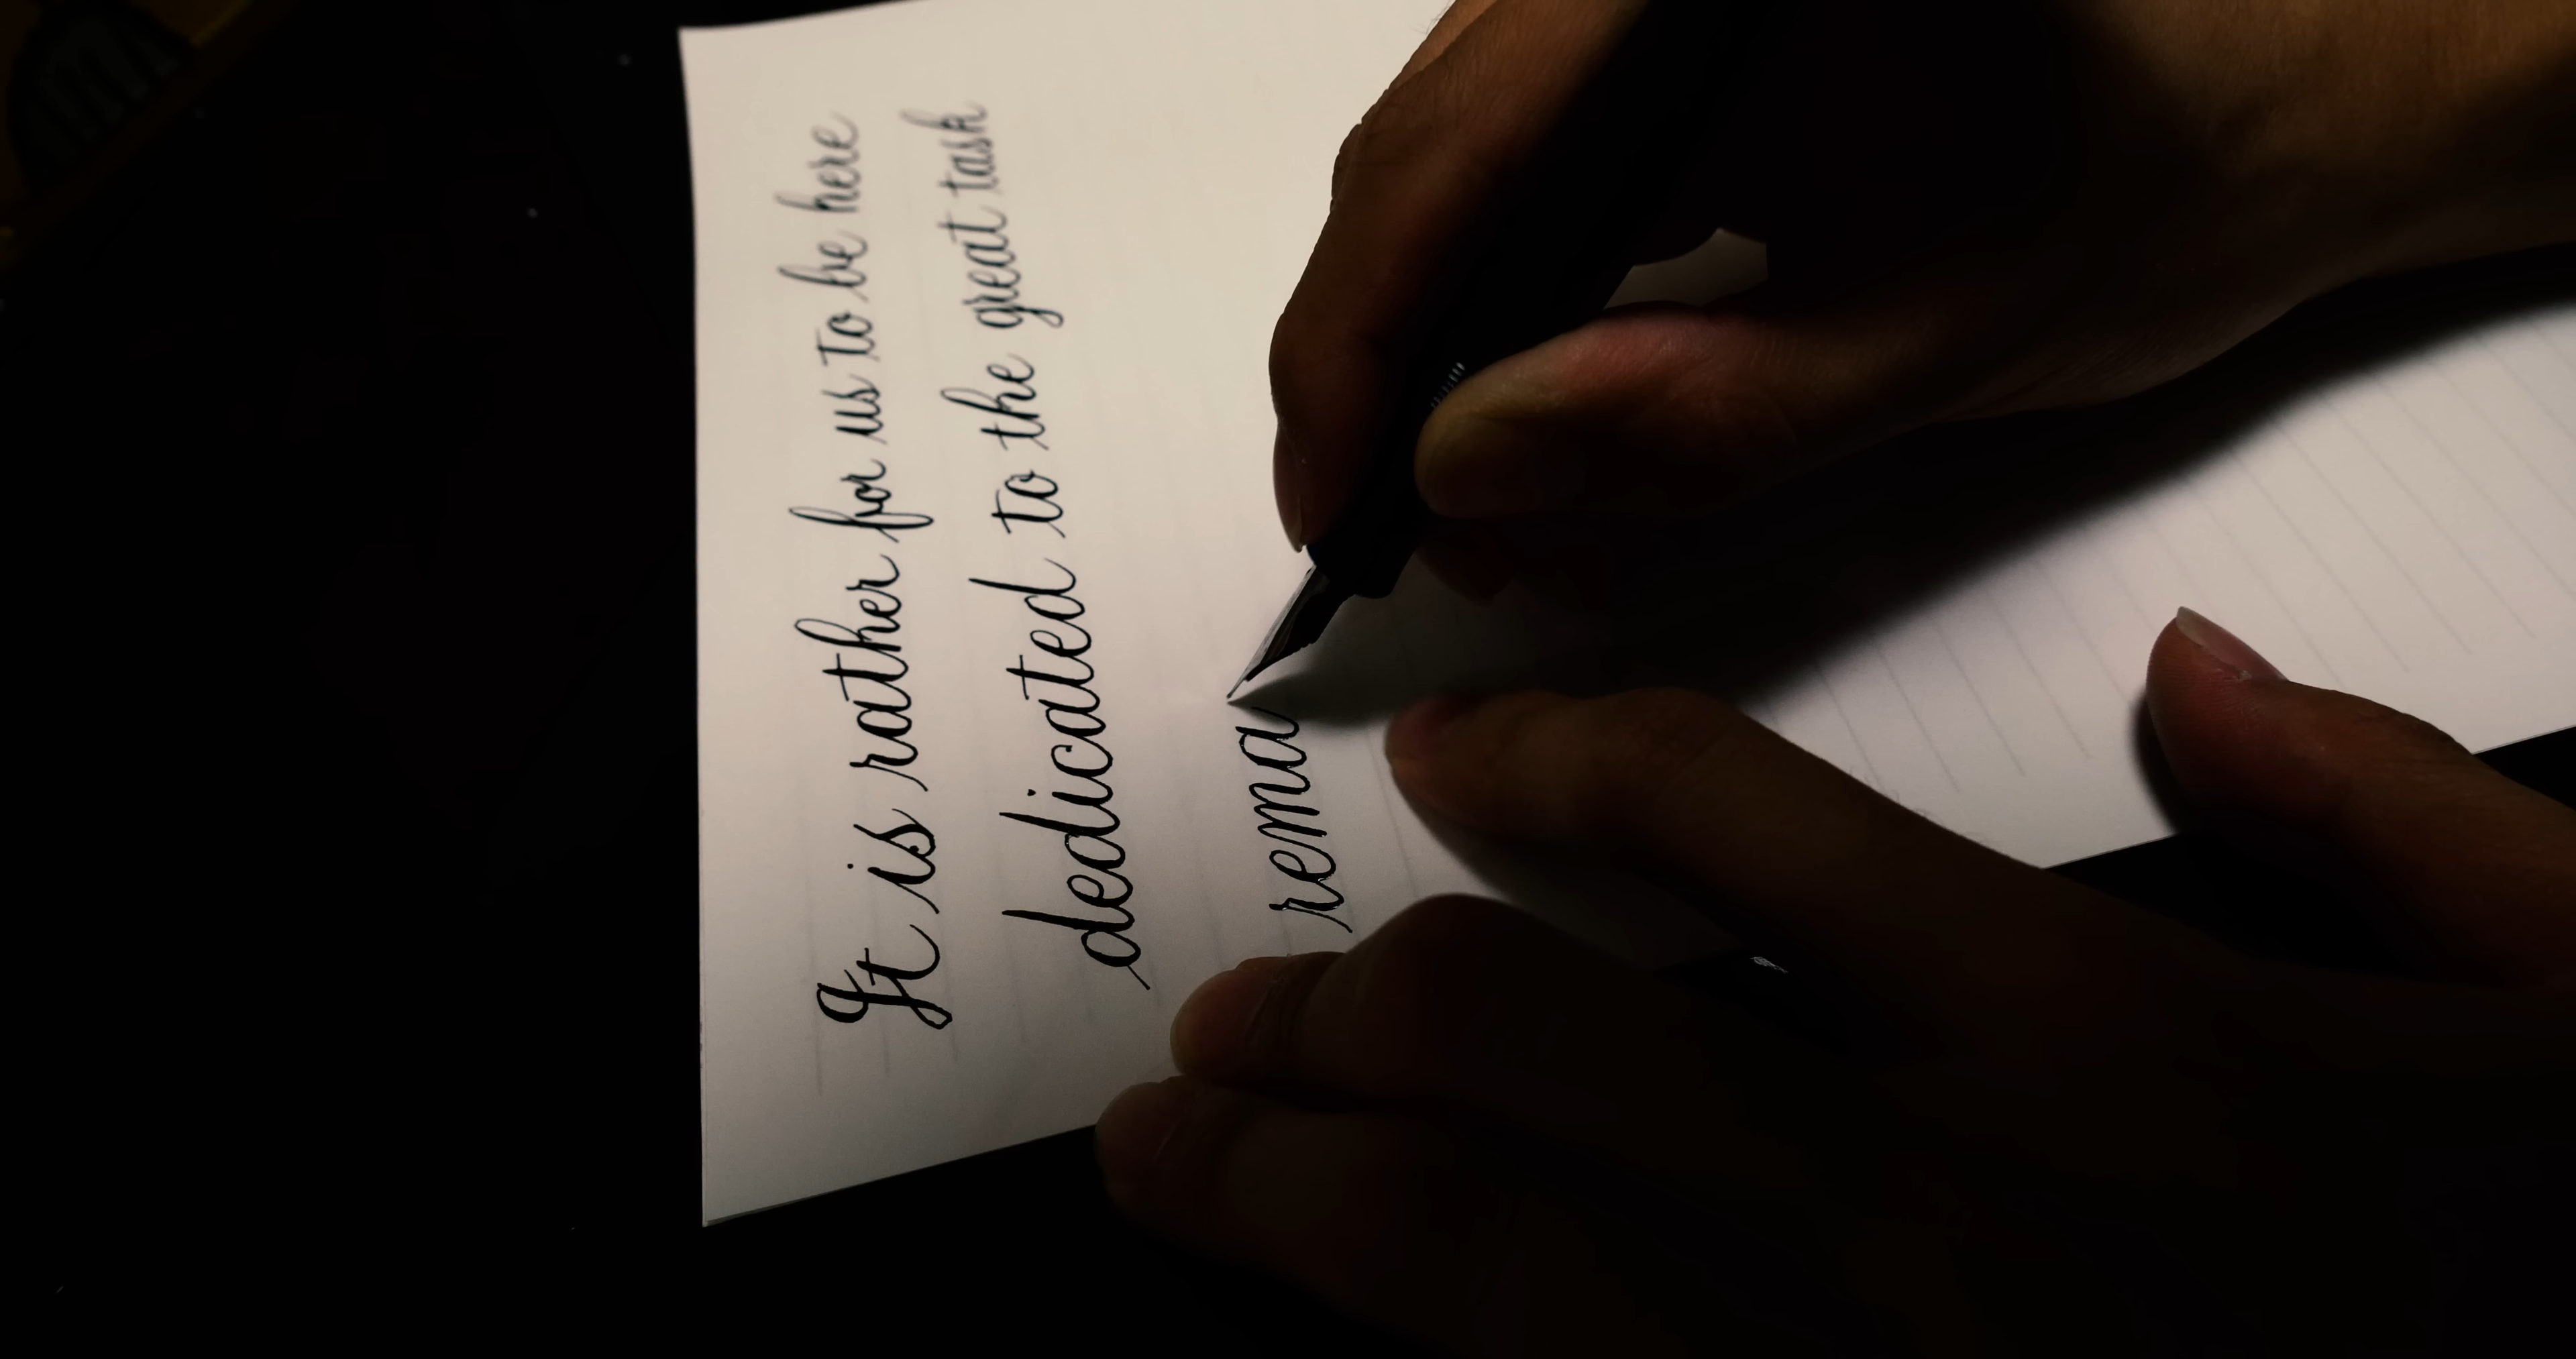 It is rather for us to be here
dedicated to the great task
rema